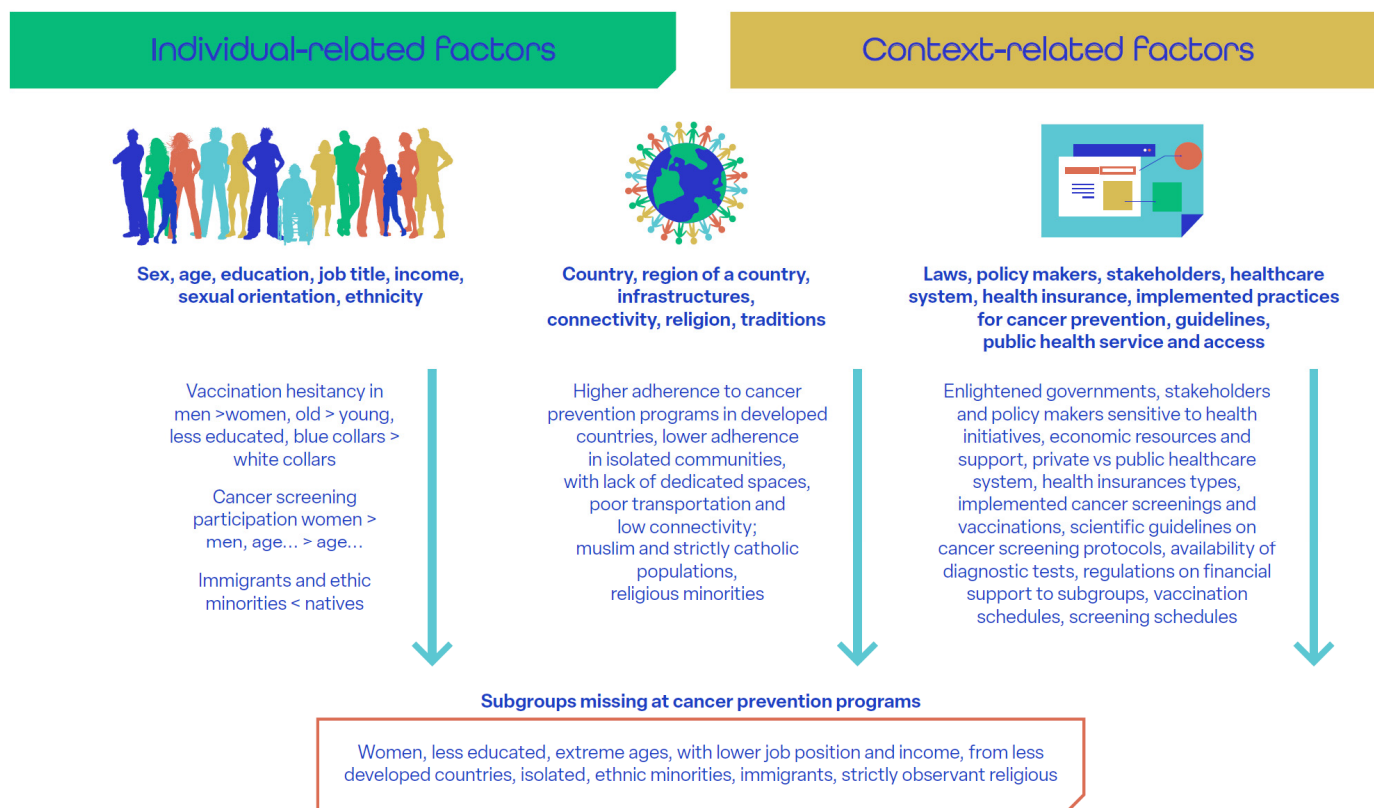 Individual-related factors
Context-related factors
Sex, age, education, job title, income,
sexual orientation, ethnicity
Vaccination hesitancy in
men >women, old > young,
less educated, blue collars >
white collars
Cancer screening
participation women >
men, age... > age...
Immigrants and ethic
minorities < natives
Country, region of a country,
infrastructures,
connectivity, religion, traditions
Higher adherence to cancer
prevention programs in developed
countries, lower adherence
in isolated communities,
with lack of dedicated spaces,
poor transportation and
low connectivity;
muslim and strictly catholic
populations,
religious minorities
Laws, policy makers, stakeholders, healthcare
system, health insurance, implemented practices
for cancer prevention, guidelines,
public health service and access
Enlightened governments, stakeholders
and policy makers sensitive to health
initiatives, economic resources and
support, private vs public healthcare
system, health insurances types,
implemented cancer screenings and
vaccinations, scientific guidelines on
cancer screening protocols, availability of
diagnostic tests, regulations on financial
support to subgroups, vaccination
schedules, screening schedules
Subgroups missing at cancer prevention programs
Women, less educated, extreme ages, with lower job position and income, from less
developed countries, isolated, ethnic minorities, immigrants, strictly observant religious